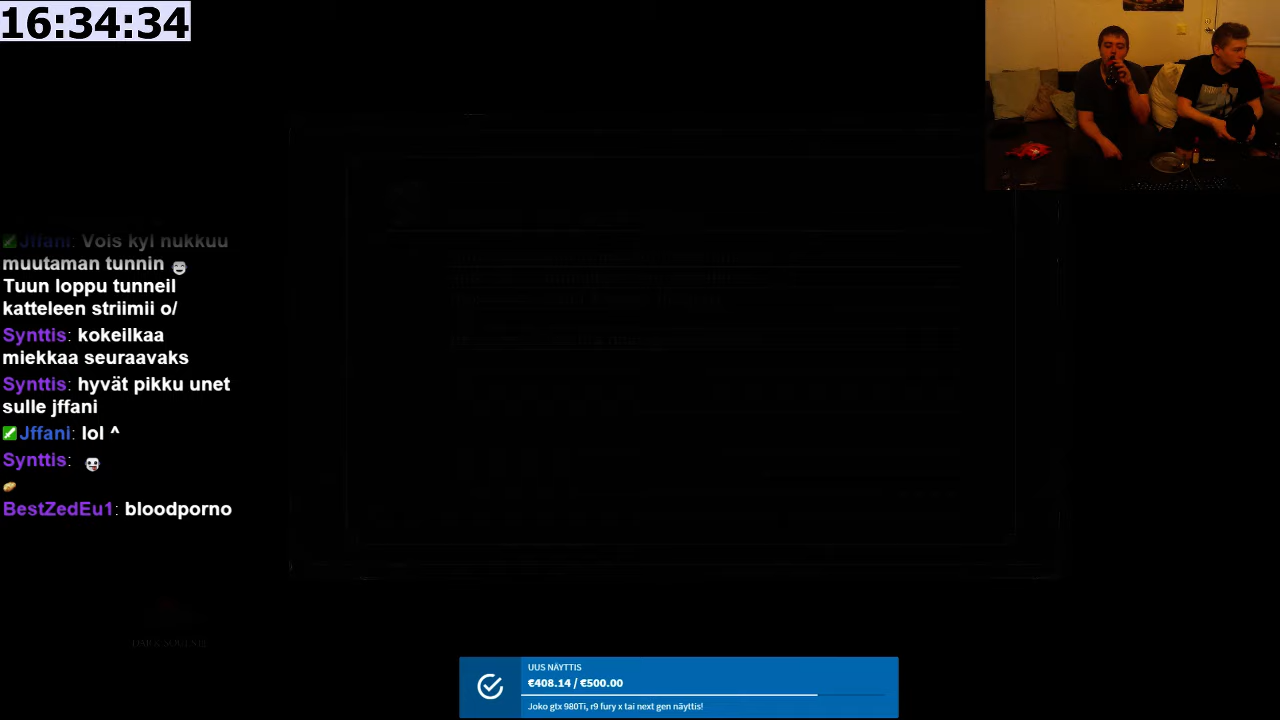 16:34:34
Jffani: Vois kyl nukkuu
muutaman tunnin
Tuun loppu tunneil
katteleen striimii o/
Synttis: kokeilkaa
miekkaa seuraavaks
Synttis: hyvät pikku unet
sulle jffani
Jffani: lol ^
Synttis:
BestZedEu1: bloodporno
UUS NÄYTTIS
€408.14 / €500.00
Joko gtx 980Ti, r9 fury x tai next gen näyttis!